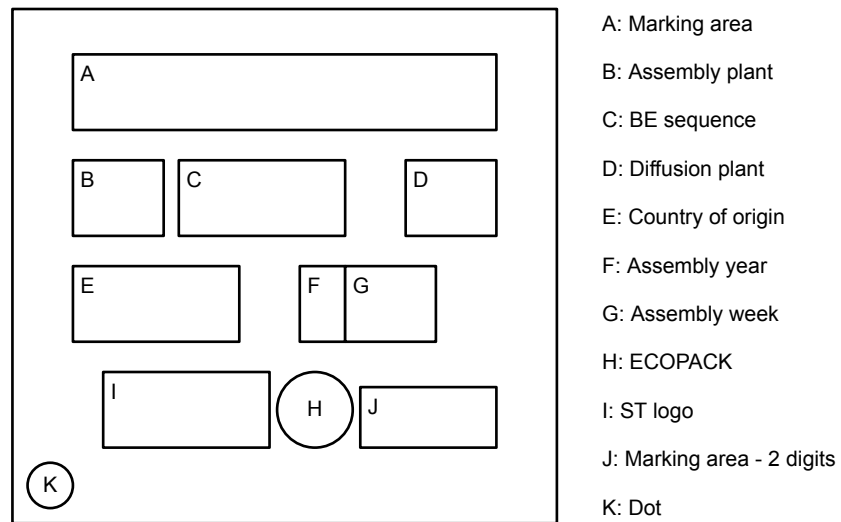 A
B
C
D
E
F
G
I
H
J
K
A: Marking area
B: Assembly plant
C: BE sequence
D: Diffusion plant
E: Country of origin
F: Assembly year
G: Assembly week
H: ECOPACK
I: ST logo
J: Marking area - 2 digits
K: Dot